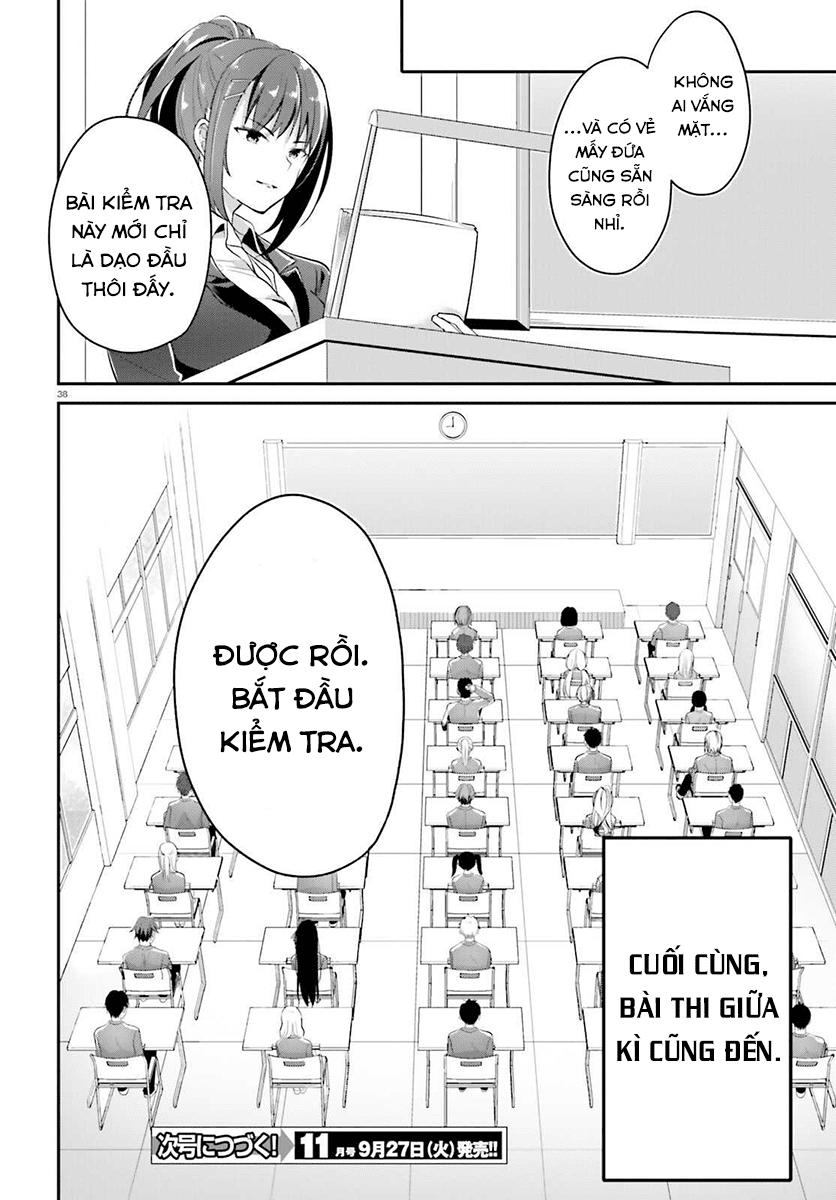 KHÔNG
AI VẮNG
MẶT...
...VÀ CÓ VẺ
MẤY ĐỨA
CŨNG SẴN
SÀNG RỒI
NHỈ.
BÀI KIỂM TRA
NÀY MỚI CHỈ
LÀ DẠO ĐẦU
THÔI ĐẤY.
38
ĐƯỢC RỒI.
BẮT ĐẦU
KIỂM TRA.
CUỐI CÙNG,
BÀI THI GIỮA
KÌ CŨNG ĐẾN.
次号につづく! 11月号 9月27日(火)発売!!